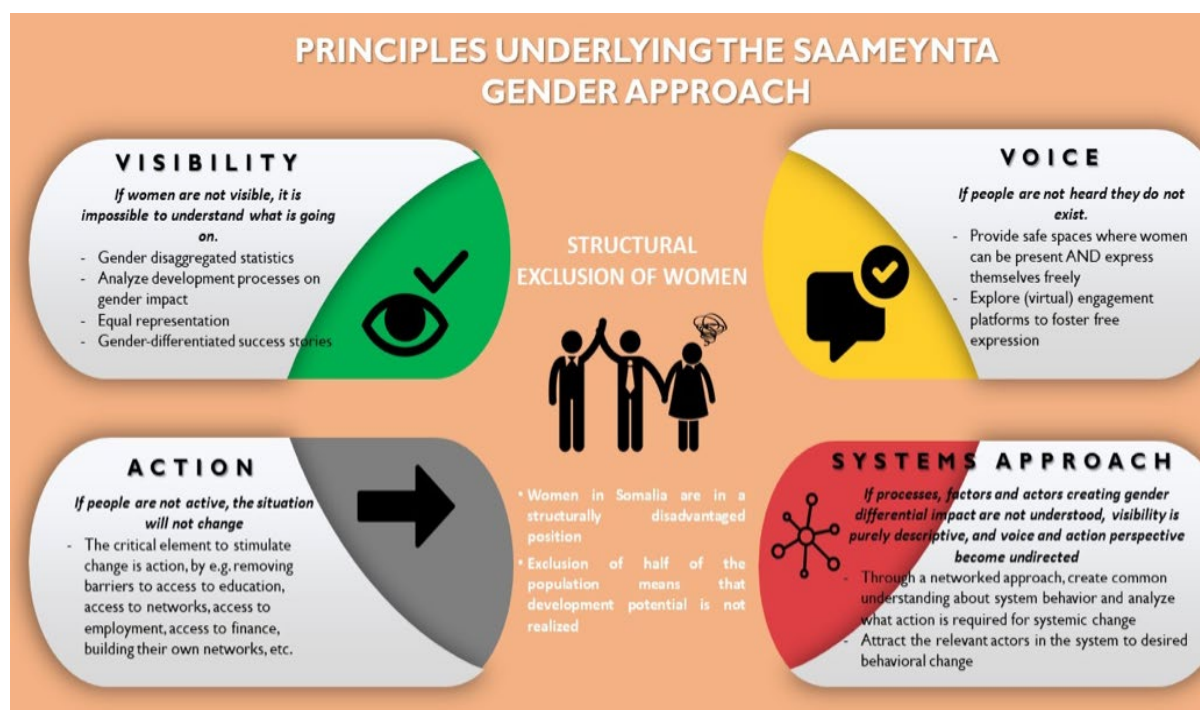 PRINCIPLES UNDERLYING THE SAAMEYNTA
GENDER APPROACH
VISIBILITY
If women are not visible, it is
impossible to understand what is going
on.
- Gender disaggregated statistics
- Analyze development processes on
gender impact
- Equal representation
- Gender-differentiated success stories
VOICE
If people are not heard they do not
exist.
- Provide safe spaces where women
can be present AND express
themselves freely
- Explore (virtual) engagement
platforms to foster free
expression
STRUCTURAL
EXCLUSION OF WOMEN
• Women in Somalia are in a
structurally disadvantaged
position
• Exclusion of half of the
population means that
development potential is not
realized
ACTION
If people are not active, the situation
will not change
- The critical element to stimulate
change is action, by e.g. removing
barriers to access to education,
access to networks, access to
employment, access to finance,
building their own networks, etc.
SYSTEMS APPROACH
If processes, factors and actors creating gender
differential impact are not understood, visibility is
purely descriptive, and voice and action perspective
become undirected
- Through a networked approach, create common
understanding about system behavior and analyze
what action is required for systemic change
- Attract the relevant actors in the system to desired
behavioral change